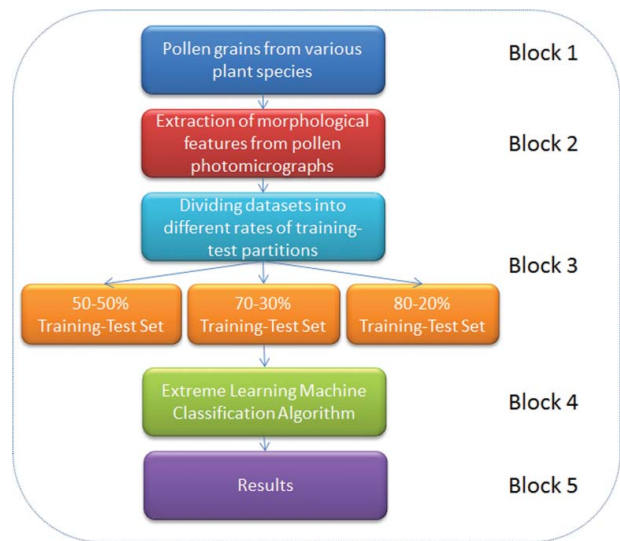 Pollen grains from various
plant species
Block 1
Extraction of morphological
features from pollen
photomicrographs
Block 2
Dividing datasets into
different rates of training-
test partitions
Block 3
50-50%
Training-Test Set
70-30%
Training-Test Set
80-20%
Training-Test Set
Extreme Learning Machine
Classification Algorithm
Block 4
Results
Block 5